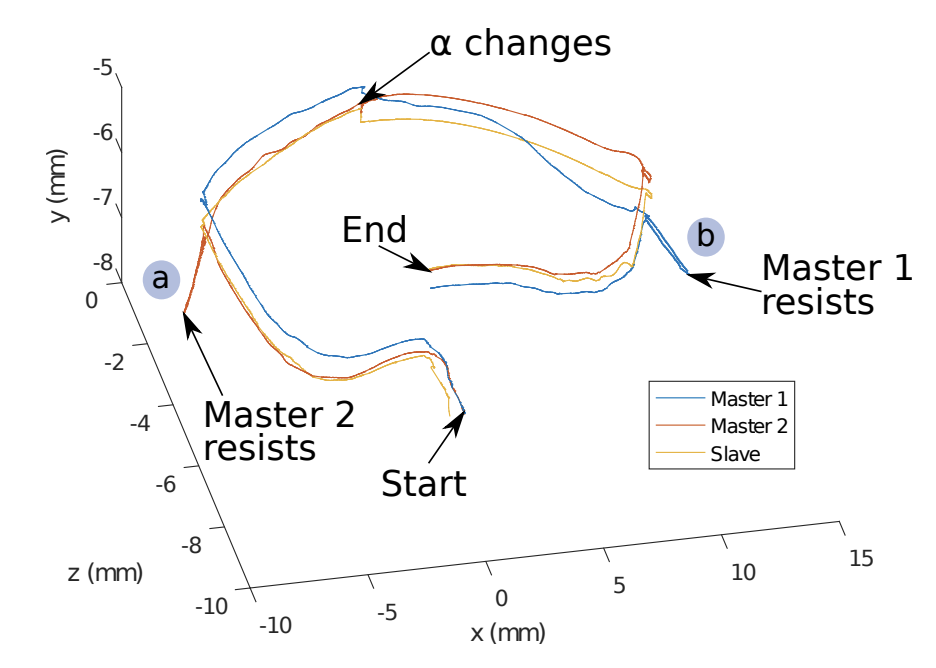 α changes
-5
-6
-7
-8
y (mm)
0
-2
-4
-6
-8
-10
z (mm)
-10
-5
0
5
10
15
x (mm)
a
b
End
Start
Master 1
resists
Master 2
resists
Master 1
Master 2
Slave